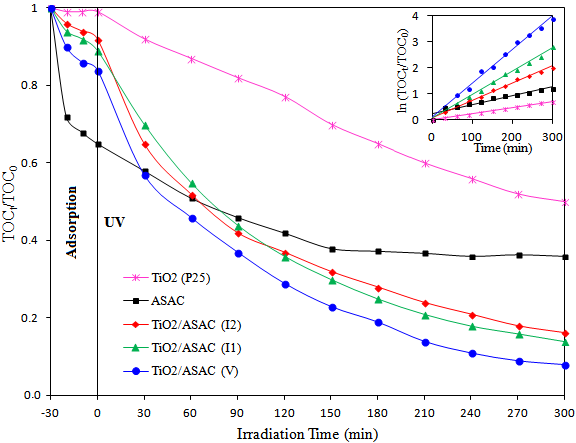 TOCt/TOC0
1
0.8
0.6
0.4
0.2
0.0
-30 0 30 60 90 120 150 180 210 240 270 300
Irradiation Time (min)
Adsorption
UV
TiO2 (P25)
ASAC
TiO2/ASAC (I2)
TiO2/ASAC (I1)
TiO2/ASAC (V)
ln (TOCt/TOC0)
4
3
2
1
0
0 100 200 300
Time (min)